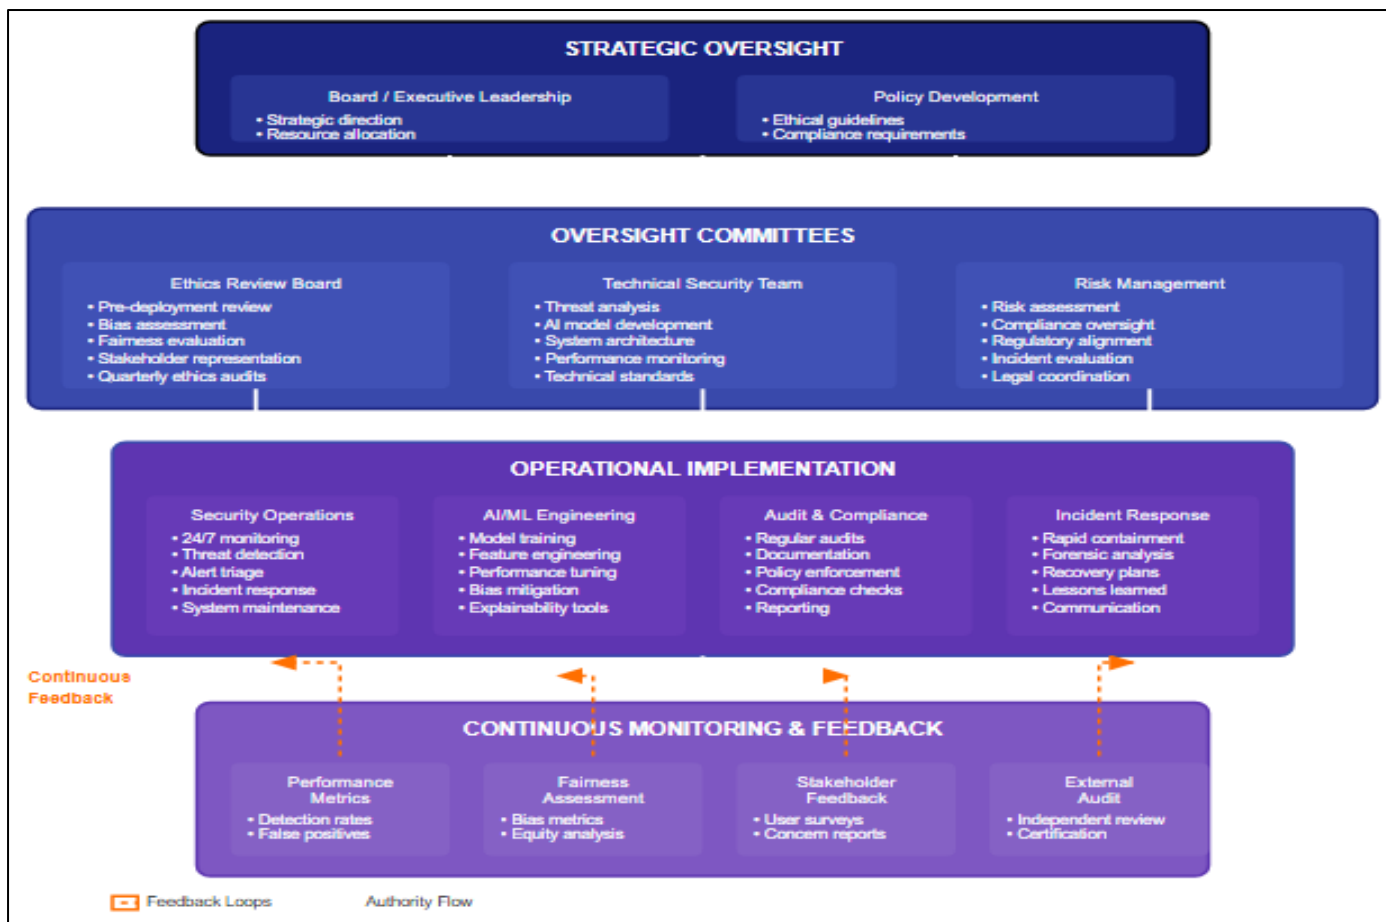 STRATEGIC OVERSIGHT
Board / Executive Leadership
• Strategic direction
• Resource allocation
Policy Development
• Ethical guidelines
• Compliance requirements
OVERSIGHT COMMITTEES
Ethics Review Board
• Pre-deployment review
• Bias assessment
• Fairness evaluation
• Stakeholder representation
• Quarterly ethics audits
Technical Security Team
• Threat analysis
• AI model development
• System architecture
• Performance monitoring
• Technical standards
Risk Management
• Risk assessment
• Compliance oversight
• Regulatory alignment
• Incident evaluation
• Legal coordination
OPERATIONAL IMPLEMENTATION
Security Operations
• 24/7 monitoring
• Threat detection
• Alert triage
• Incident response
• System maintenance
AI/ML Engineering
• Model training
• Feature engineering
• Performance tuning
• Bias mitigation
• Explainability tools
Audit & Compliance
• Regular audits
• Documentation
• Policy enforcement
• Compliance checks
• Reporting
Incident Response
• Rapid containment
• Forensic analysis
• Recovery plans
• Lessons learned
• Communication
Continuous
Feedback
CONTINUOUS MONITORING & FEEDBACK
Performance
Metrics
• Detection rates
• False positives
Fairness
Assessment
• Bias metrics
• Equity analysis
Stakeholder
Feedback
• User surveys
• Concern reports
External
Audit
• Independent review
• Certification
Feedback Loops
Authority Flow